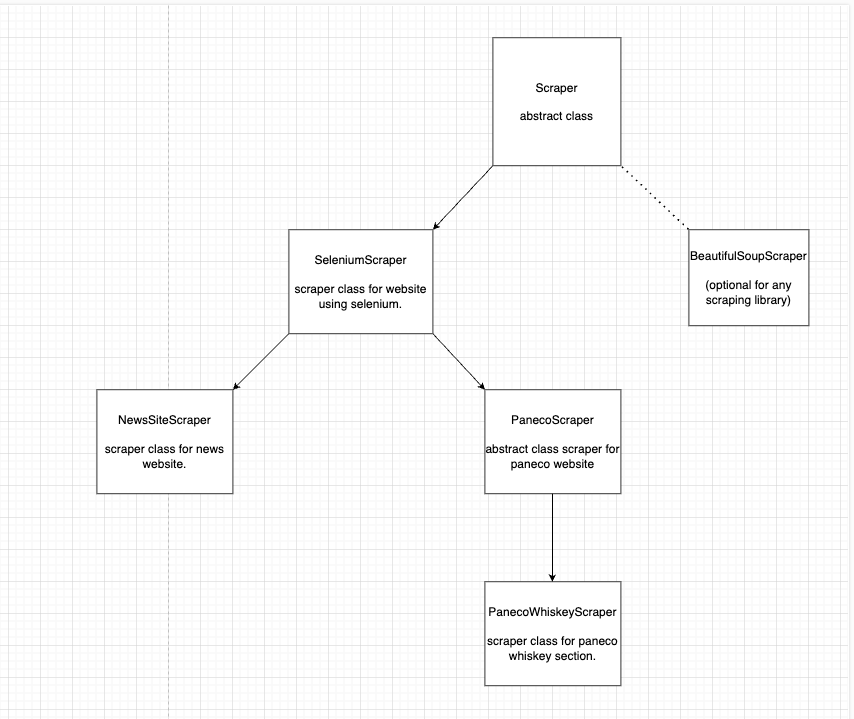 Scraper
abstract class
SeleniumScraper
scraper class for website
using selenium.
BeautifulSoupScraper
(optional for any
scraping library)
NewsSiteScraper
scraper class for news
website.
PanecoScraper
abstract class scraper for
paneco website
PanecoWhiskeyScraper
scraper class for paneco
whiskey section.